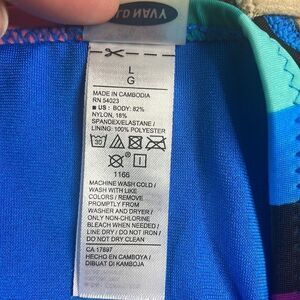 OLD NAVY
L
G
MADE IN CAMBODIA
RN 54023
■ US : BODY: 82%
NYLON, 18%
SPANDEX/ELASTANE /
LINING: 100% POLYESTER
30
1166
MACHINE WASH COLD /
WASH WITH LIKE
COLORS / REMOVE
PROMPTLY FROM
WASHER AND DRYER /
ONLY NON-CHLORINE
BLEACH WHEN NEEDED /
LINE DRY / DO NOT IRON /
DO NOT DRY CLEAN
CA 17897
HECHO EN CAMBOYA /
DIBUAT DI KAMBOJA